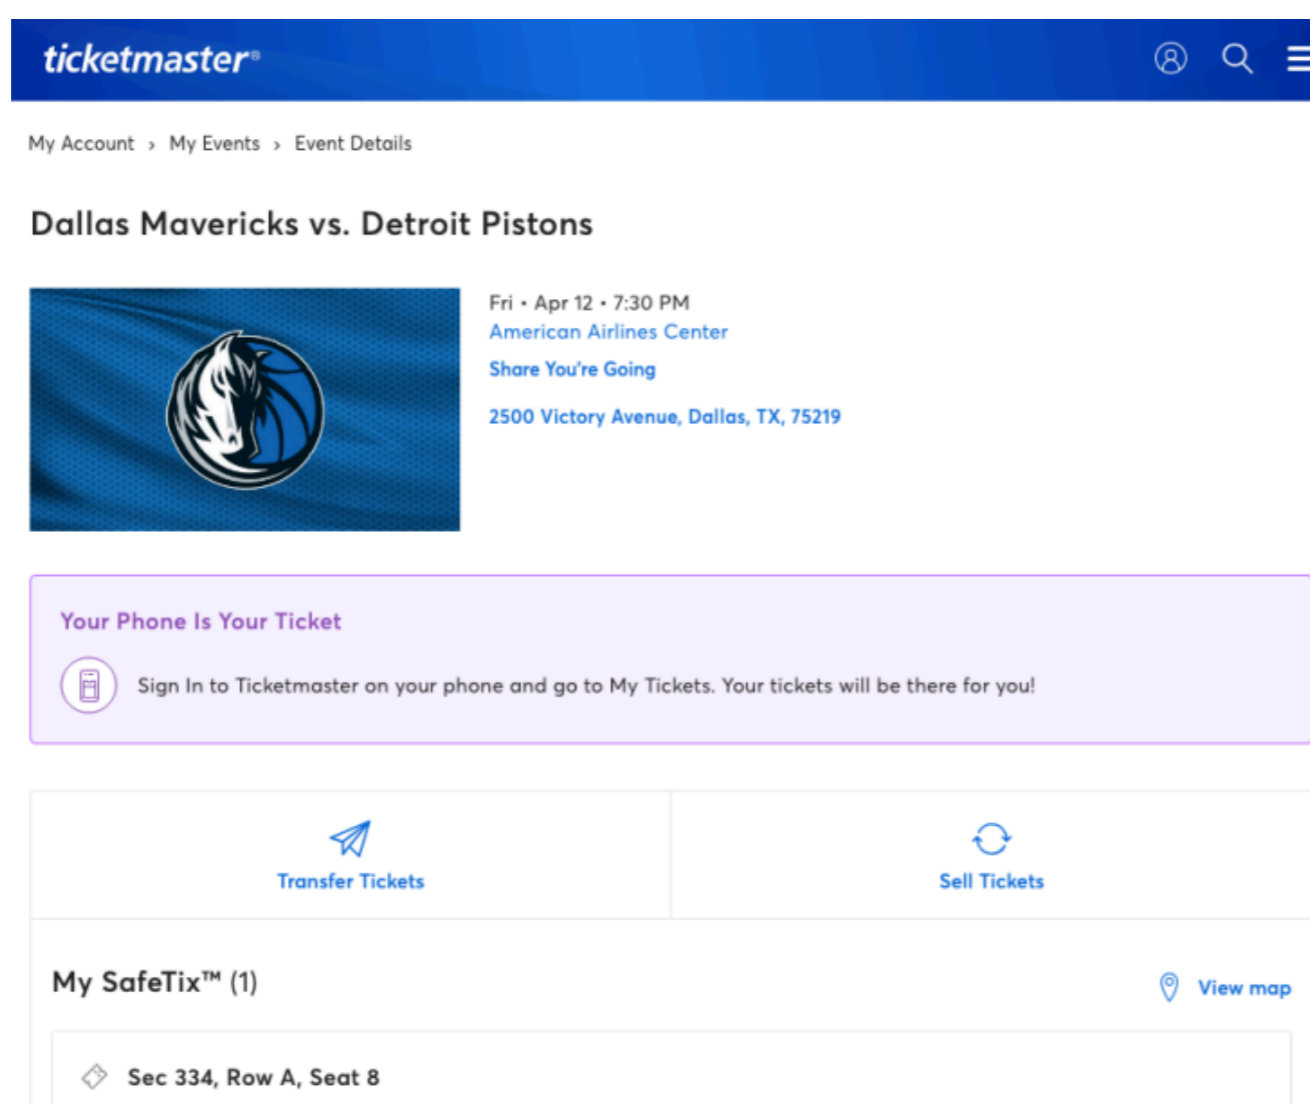 ticketmaster®
My Account › My Events › Event Details
Dallas Mavericks vs. Detroit Pistons
Fri • Apr 12 • 7:30 PM
American Airlines Center
Share You're Going
2500 Victory Avenue, Dallas, TX, 75219
Your Phone Is Your Ticket
Sign In to Ticketmaster on your phone and go to My Tickets. Your tickets will be there for you!
Transfer Tickets
Sell Tickets
My SafeTix™ (1)
View map
Sec 334, Row A, Seat 8